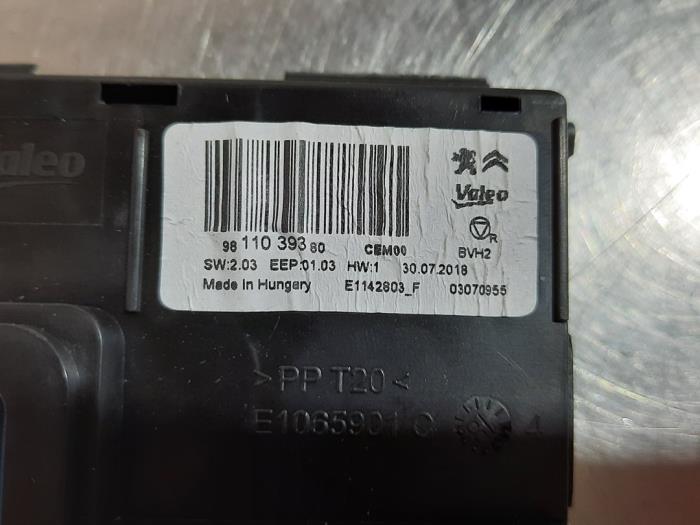 Valeo
98 110 393 80 CEM00
SW:2.03 EEP:01.03 HW:1 30.07.2018
Made In Hungary E1142803_F 03070955
Valeo
R
BVH2
>PP T20<
E1065901 C 4